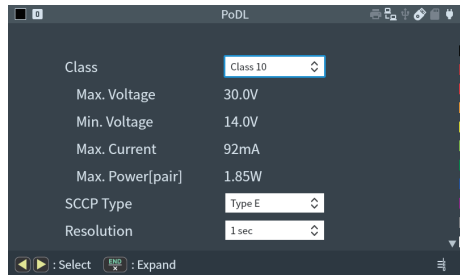 0 PoDL
Class Class 10
Max. Voltage 30.0V
Min. Voltage 14.0V
Max. Current 92mA
Max. Power[pair] 1.85W
SCCP Type Type E
Resolution 1 sec
: Select END × : Expand